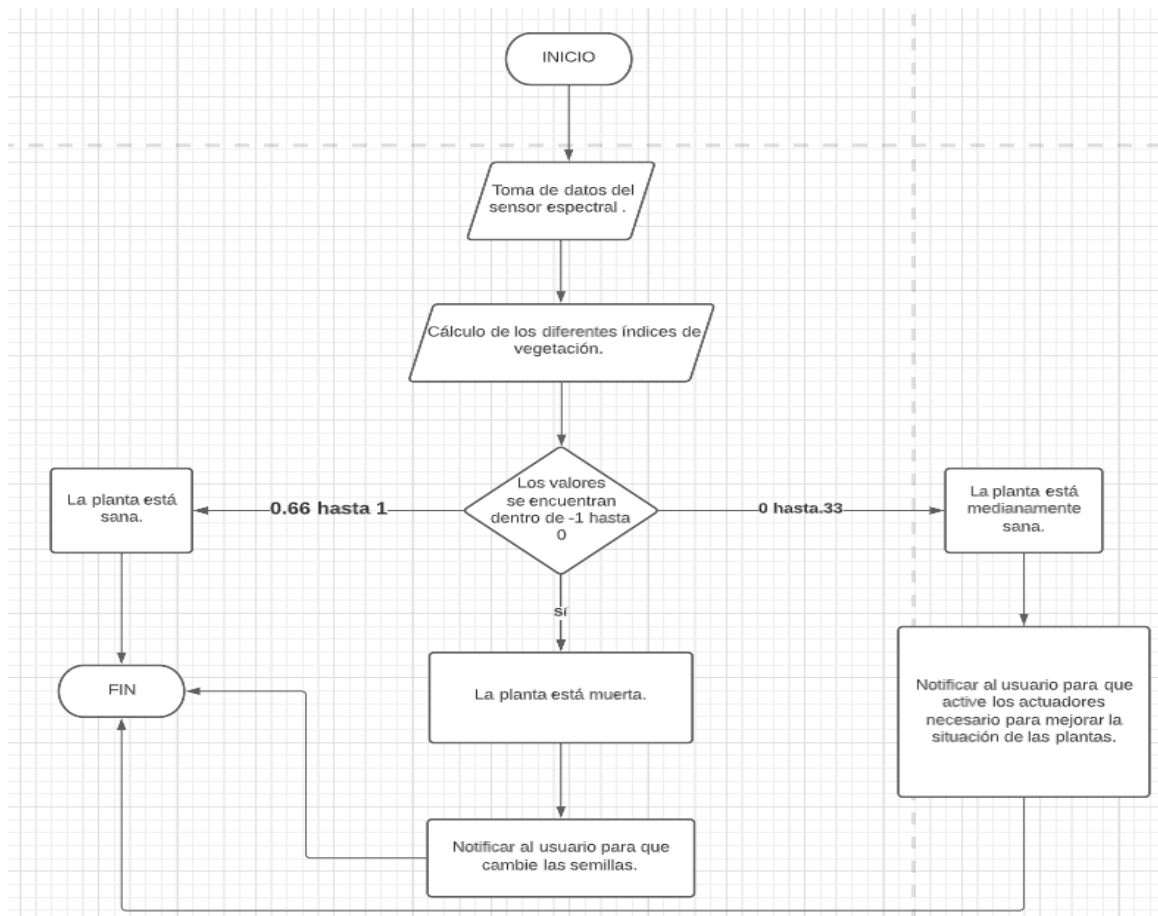 INICIO
Toma de datos del
sensor espectral .
Cálculo de los diferentes índices de
vegetación.
Los valores
se encuentran
dentro de -1 hasta
0
0.66 hasta 1
0 hasta.33
sí
La planta está
sana.
La planta está
medianamente
sana.
La planta está muerta.
FIN
Notificar al usuario para que
active los actuadores
necesario para mejorar la
situación de las plantas.
Notificar al usuario para que
cambie las semillas.